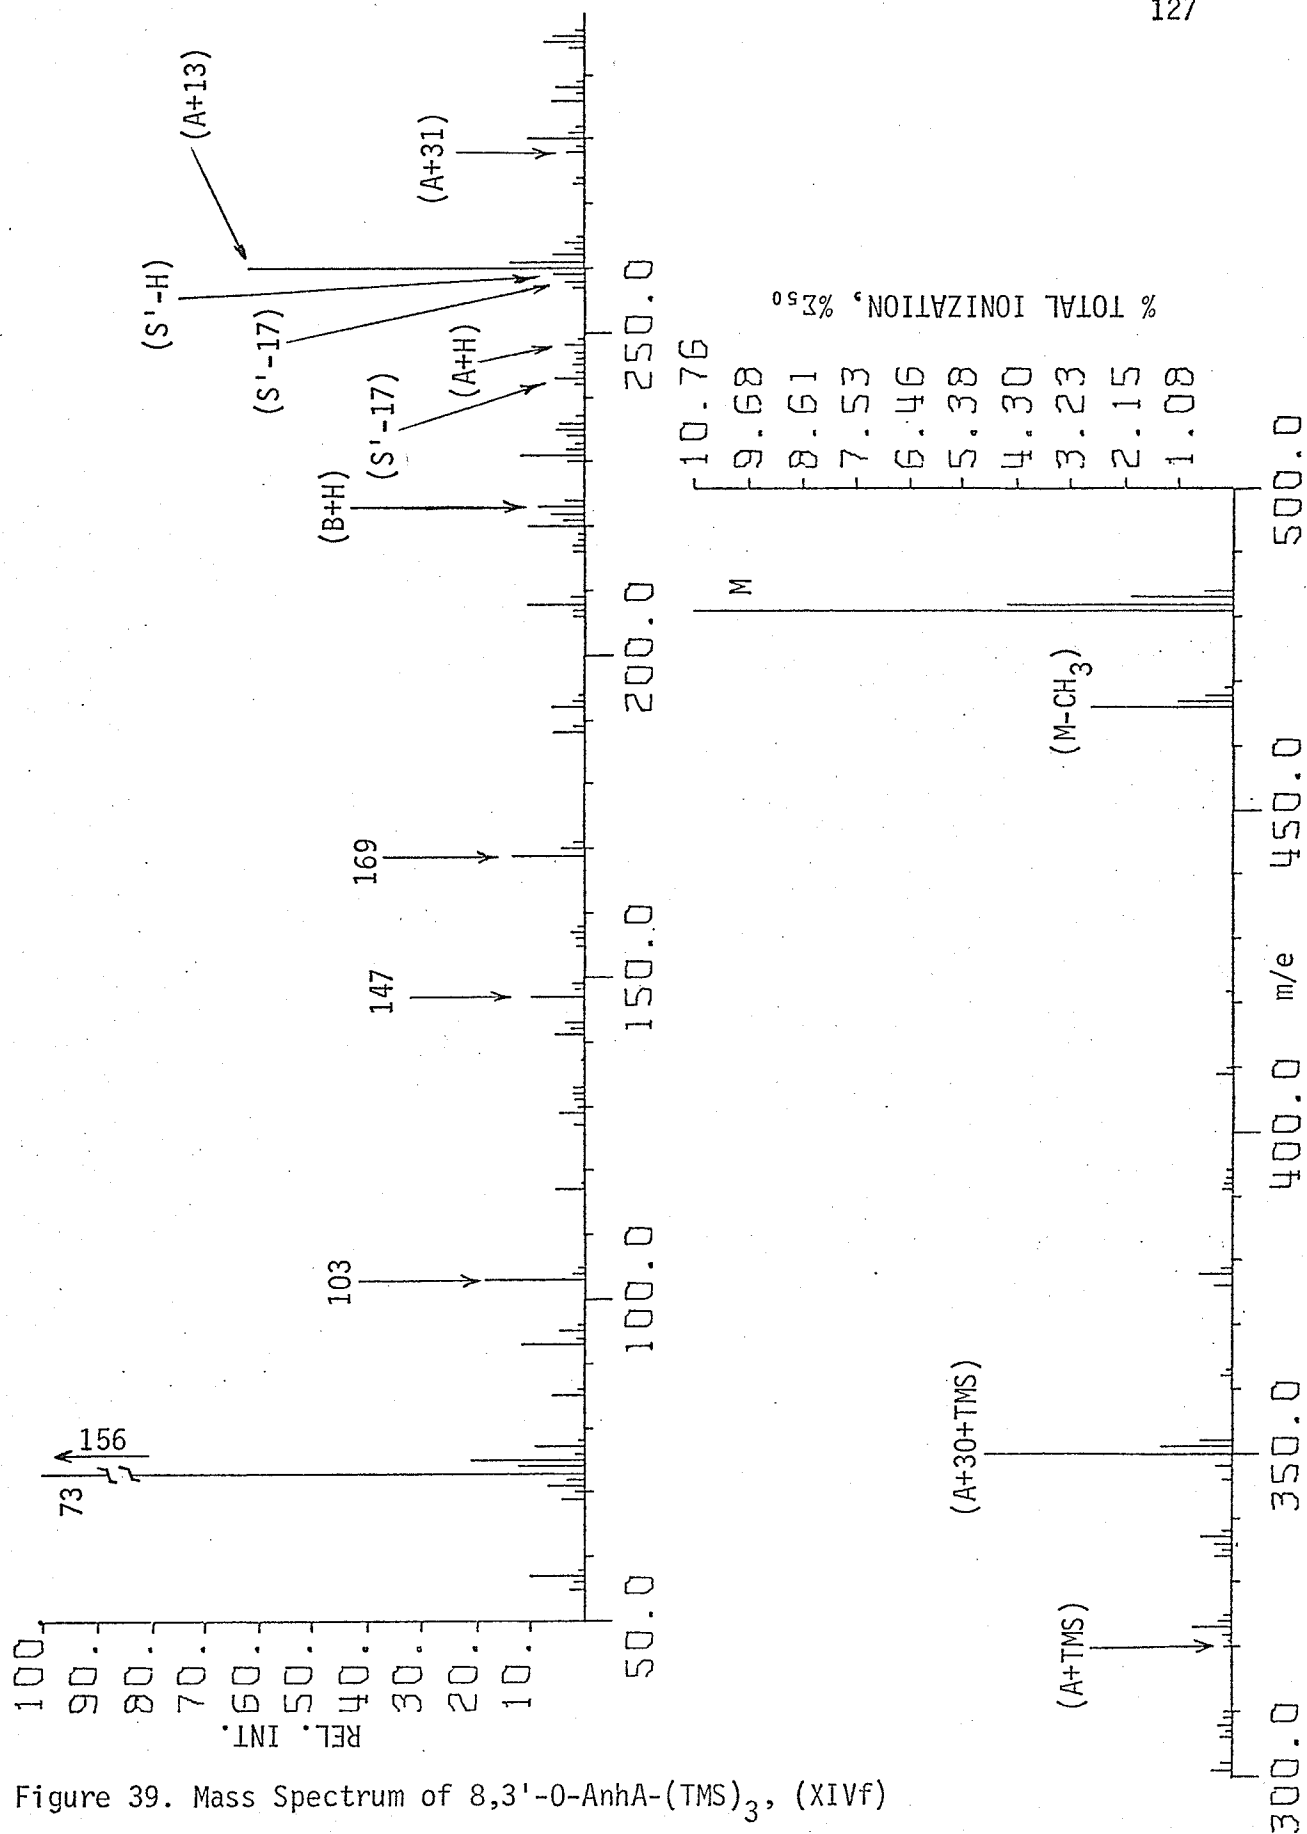 127
(A+13)
(S'-H)
(S'-17)
(A+31)
(A+H)
(S'-17)
(B+H)
169
147
103
156
73
100
90.
80.
70.
60.
50.
40.
30.
20.
10.
REL. INT.
50.0
100.0
150.0
200.0
250.0
% TOTAL IONIZATION, %Σ50
10.76
9.68
8.61
7.53
6.46
5.38
4.30
3.23
2.15
1.08
M
(M-CH3)
(A+30+TMS)
(A+TMS)
300.0
350.0
400.0
m/e
450.0
500.0
Figure 39. Mass Spectrum of 8,3'-O-AnhA-(TMS)3, (XIVf)